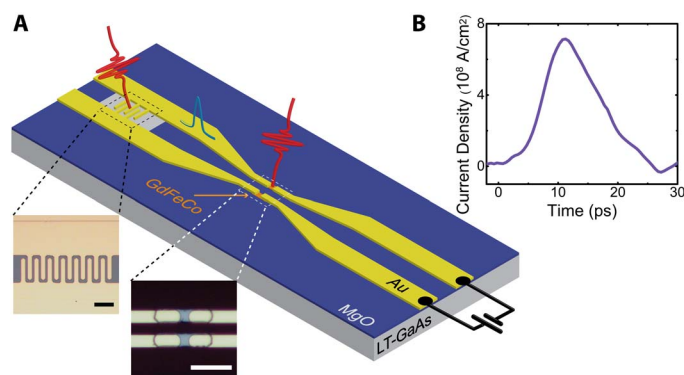 A
GdFeCo
Au
MgO
LT-GaAs
B
Current Density (10⁸ A/cm²)
8
4
0
0
10
20
30
Time (ps)